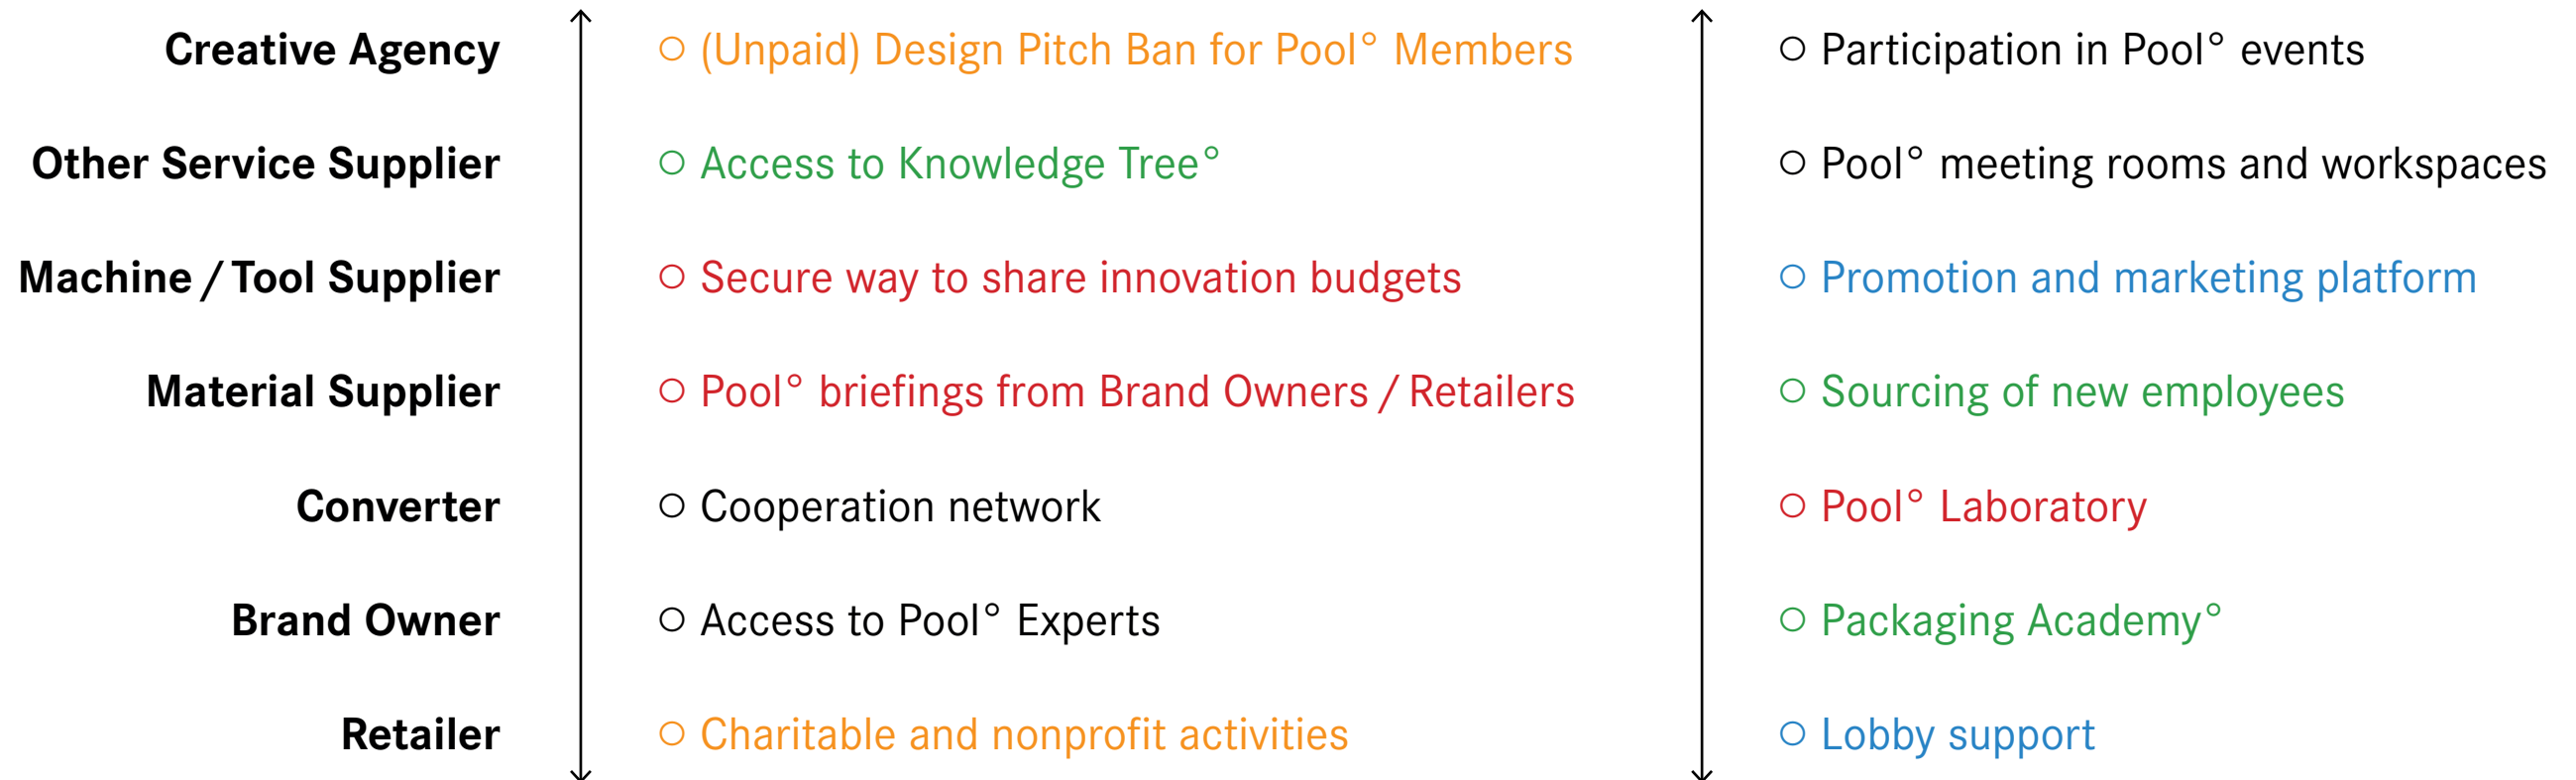 Creative Agency
Other Service Supplier
Machine / Tool Supplier
Material Supplier
Converter
Brand Owner
Retailer
○ (Unpaid) Design Pitch Ban for Pool° Members
○ Access to Knowledge Tree°
○ Secure way to share innovation budgets
○ Pool° briefings from Brand Owners / Retailers
○ Cooperation network
○ Access to Pool° Experts
○ Charitable and nonprofit activities
○ Participation in Pool° events
○ Pool° meeting rooms and workspaces
○ Promotion and marketing platform
○ Sourcing of new employees
○ Pool° Laboratory
○ Packaging Academy°
○ Lobby support